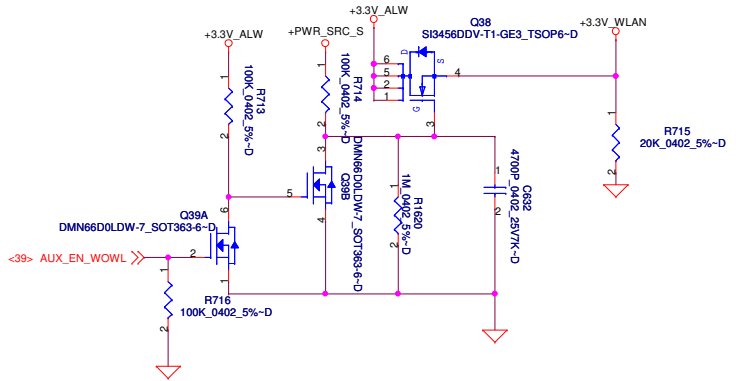 +3.3V_ALW
Q38
SI3456DDV-T1-GE3_TSOP6~D
+3.3V_WLAN
+3.3V_ALW
+PWR_SRC_S
D
S
G
6
5
2
1
4
3
1
R713
100K_0402_5%~D
2
1
R714
100K_0402_5%~D
2
1
R715
20K_0402_5%~D
2
3
5
Q39B
DMN66D0LDW-7_SOT363-6~D
4
1
R1620
1M_0402_5%~D
2
1
C632
4700P_0402_25V7K~D
2
Q39A
DMN66D0LDW-7_SOT363-6~D
6
2
1
<39> AUX_EN_WOWL
1
R716
100K_0402_5%~D
2